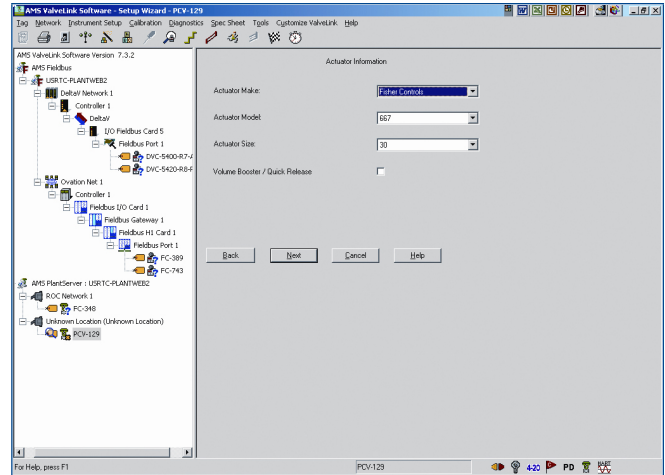 AMS ValveLink Software - Setup Wizard - PCV-129
Tag Network Instrument Setup Calibration Diagnostics Spec Sheet Tools Customize ValveLink Help
AMS ValveLink Software Version 7.3.2
AMS Fieldbus
USRTC-PLANTWEB2
DeltaV Network 1
Controller 1
DeltaV
I/O Fieldbus Card 5
Fieldbus Port 1
DVC-5400-R7-A
DVC-5420-R8-F
Ovation Net 1
Controller 1
Fieldbus I/O Card 1
Fieldbus Gateway 1
Fieldbus H1 Card 1
Fieldbus Port 1
FC-389
FC-743
AMS PlantServer : USRTC-PLANTWEB2
ROC Network 1
FC-348
Unknown Location (Unknown Location)
PCV-129
Actuator Information
Actuator Make: Fisher Controls
Actuator Model: 667
Actuator Size: 30
Volume Booster / Quick Release
Back Next Cancel Help
For Help, press F1
PCV-129
4-20
PD
HART